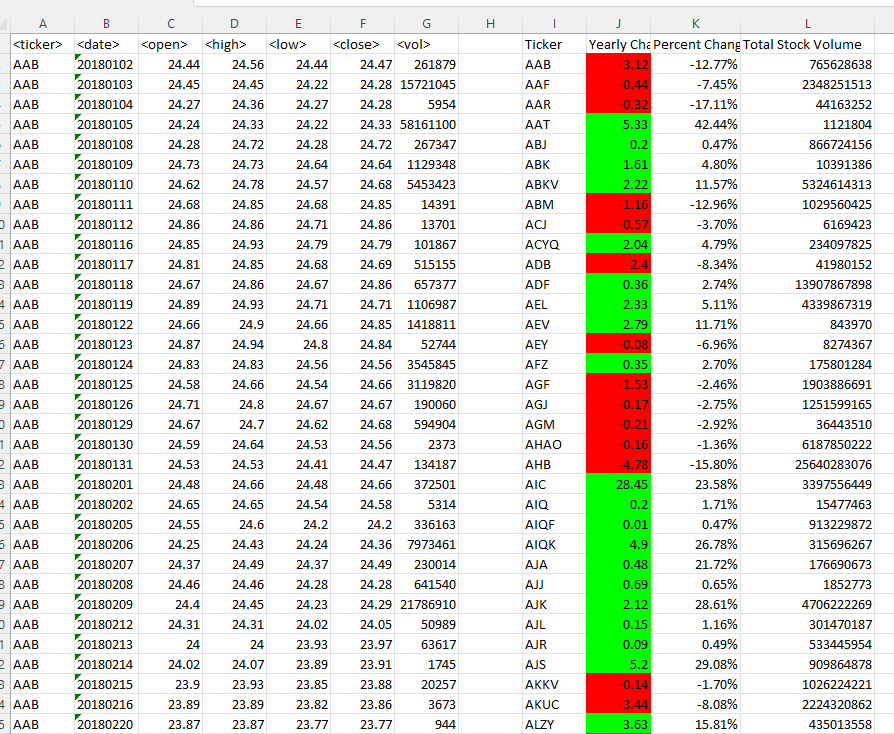 A B C D E F G H I J K L
<ticker> <date> <open> <high> <low> <close> <vol> Ticker Yearly Cha Percent Chang Total Stock Volume
AAB 20180102 24.44 24.56 24.44 24.47 261879 AAB -3.12 -12.77% 765628638
AAB 20180103 24.45 24.45 24.22 24.28 15721045 AAF -0.44 -7.45% 2348251513
AAB 20180104 24.27 24.36 24.27 24.28 5954 AAR -0.32 -17.11% 44163252
AAB 20180105 24.24 24.33 24.22 24.33 58161100 AAT 5.33 42.44% 1121804
AAB 20180108 24.28 24.72 24.28 24.72 267347 ABJ 0.2 0.47% 866724156
AAB 20180109 24.73 24.73 24.64 24.64 1129348 ABK 1.61 4.80% 10391386
AAB 20180110 24.62 24.78 24.57 24.68 5453423 ABKV 2.22 11.57% 5324614313
AAB 20180111 24.68 24.85 24.68 24.85 14391 ABM -1.16 -12.96% 1029560425
AAB 20180112 24.86 24.86 24.71 24.86 13701 ACJ -0.57 -3.70% 6169423
AAB 20180116 24.85 24.93 24.79 24.79 101867 ACYQ 2.04 4.79% 234097825
AAB 20180117 24.81 24.85 24.68 24.69 515155 ADB -2.4 -8.34% 41980152
AAB 20180118 24.67 24.86 24.67 24.86 657377 ADF 0.36 2.74% 13907867898
AAB 20180119 24.89 24.93 24.71 24.71 1106987 AEL 2.33 5.11% 4339867319
AAB 20180122 24.66 24.9 24.66 24.85 1418811 AEV 2.79 11.71% 843970
AAB 20180123 24.87 24.94 24.8 24.84 52744 AEY -0.08 -6.96% 8274367
AAB 20180124 24.83 24.83 24.56 24.56 3545845 AFZ 0.35 2.70% 175801284
AAB 20180125 24.58 24.66 24.54 24.66 3119820 AGF -1.53 -2.46% 1903886691
AAB 20180126 24.71 24.8 24.67 24.67 190060 AGJ -0.17 -2.75% 1251599165
AAB 20180129 24.67 24.7 24.62 24.68 594904 AGM -0.21 -2.92% 36443510
AAB 20180130 24.59 24.64 24.53 24.56 2373 AHAO -0.16 -1.36% 6187850222
AAB 20180131 24.53 24.53 24.41 24.47 134187 AHB -4.78 -15.80% 25640283076
AAB 20180201 24.48 24.66 24.48 24.66 372501 AIC 28.45 23.58% 3397556449
AAB 20180202 24.65 24.65 24.54 24.58 5314 AIQ 0.2 1.71% 15477463
AAB 20180205 24.55 24.6 24.2 24.2 336163 AIQF 0.01 0.47% 913229872
AAB 20180206 24.25 24.43 24.24 24.36 7973461 AIQK 4.9 26.78% 315696267
AAB 20180207 24.37 24.49 24.37 24.49 230014 AJA 0.48 21.72% 176690673
AAB 20180208 24.46 24.46 24.28 24.28 641540 AJJ 0.69 0.65% 1852773
AAB 20180209 24.4 24.45 24.23 24.29 21786910 AJK 2.12 28.61% 4706222269
AAB 20180212 24.31 24.31 24.02 24.05 50989 AJL 0.15 1.16% 301470187
AAB 20180213 24 24 23.93 23.97 63617 AJR 0.09 0.49% 533445954
AAB 20180214 24.02 24.07 23.89 23.91 1745 AJS 5.2 29.08% 909864878
AAB 20180215 23.9 23.93 23.85 23.88 20257 AKKV -0.14 -1.70% 1026224221
AAB 20180216 23.89 23.89 23.82 23.86 3673 AKUC -3.44 -8.08% 2224320862
AAB 20180220 23.87 23.87 23.77 23.77 944 ALZY 3.63 15.81% 435013558